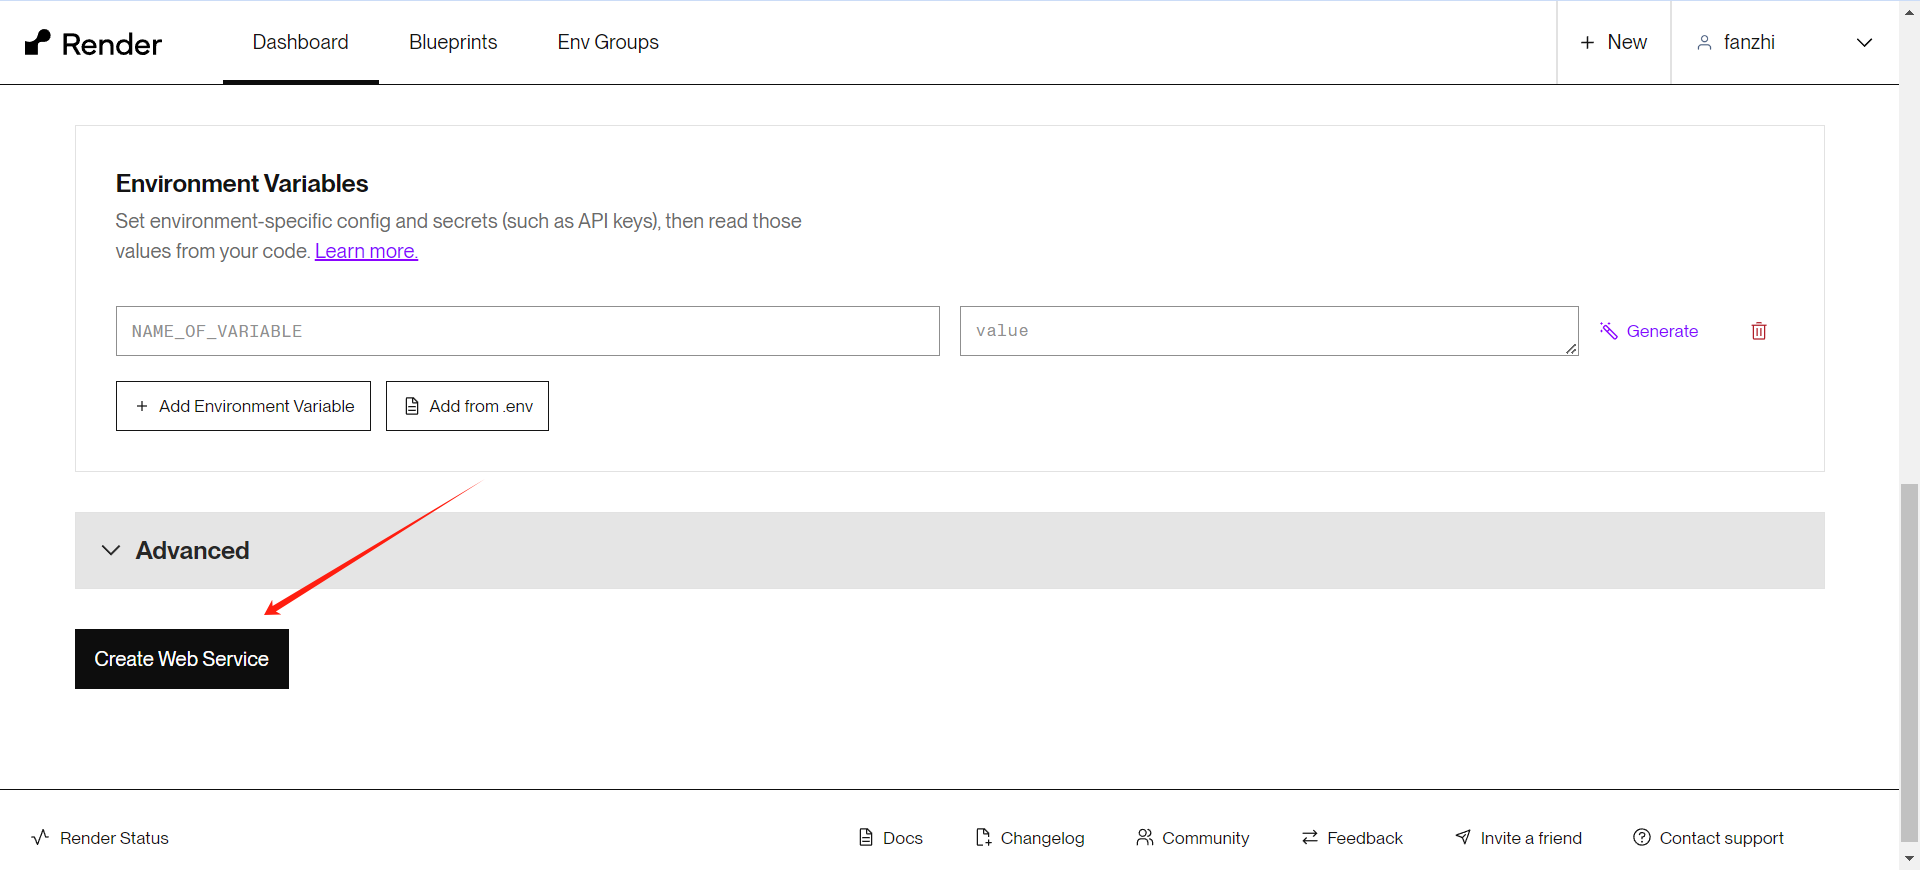 Render
Dashboard
Blueprints
Env Groups
+ New
fanzhi
Environment Variables
Set environment-specific config and secrets (such as API keys), then read those
values from your code. Learn more.
NAME_OF_VARIABLE
value
Generate
+ Add Environment Variable
Add from .env
Advanced
Create Web Service
Render Status
Docs
Changelog
Community
Feedback
Invite a friend
Contact support